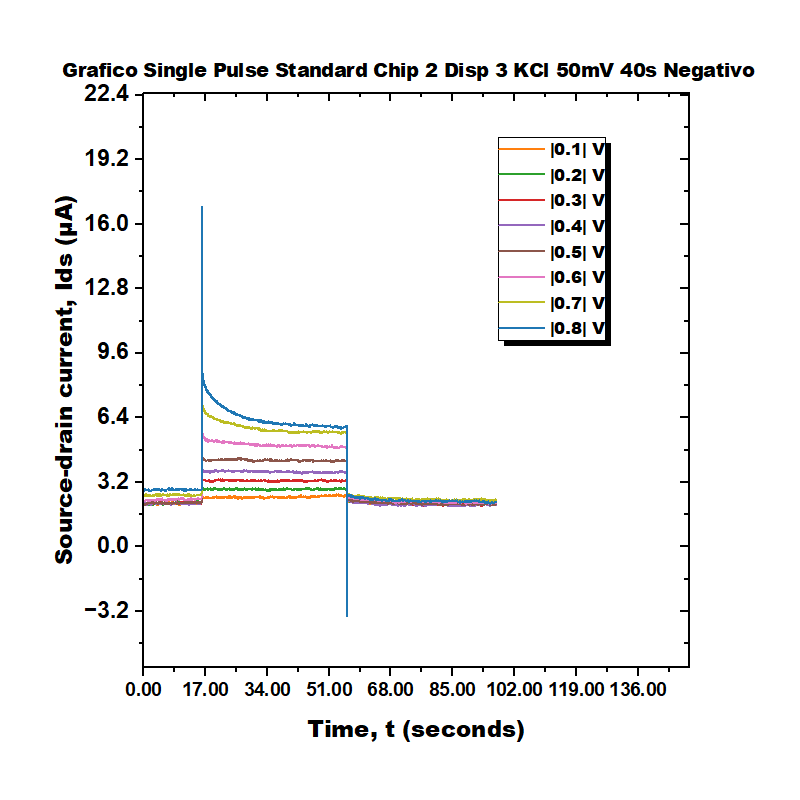 Grafico Single Pulse Standard Chip 2 Disp 3 KCl 50mV 40s Negativo
22.4
19.2
16.0
12.8
9.6
6.4
3.2
0.0
−3.2
Source-drain current, Ids (μA)
|0.1| V
|0.2| V
|0.3| V
|0.4| V
|0.5| V
|0.6| V
|0.7| V
|0.8| V
0.00 17.00 34.00 51.00 68.00 85.00 102.00 119.00 136.00
Time, t (seconds)